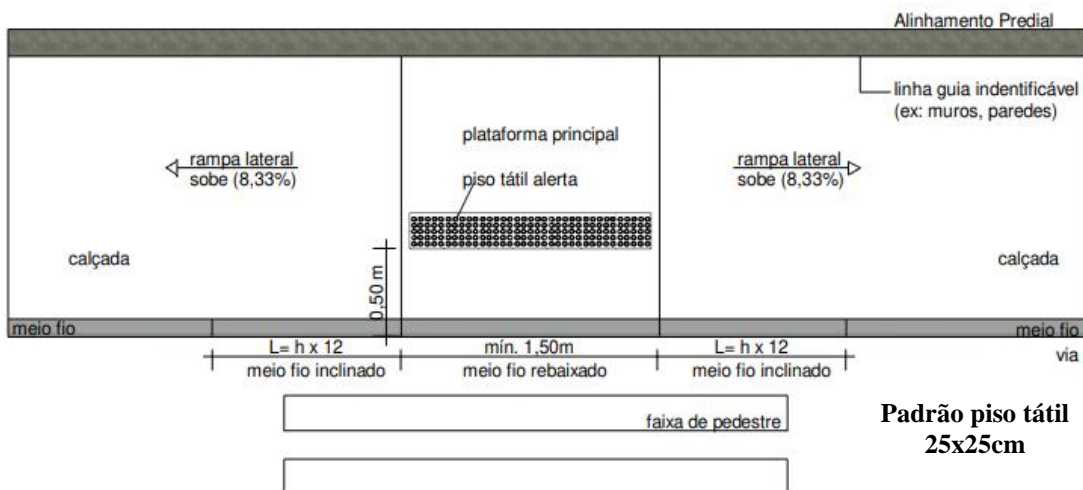 Alinhamento Predial
linha guia indentificável
(ex: muros, paredes)
plataforma principal
rampa lateral
sobe (8,33%)
piso tátil alerta
rampa lateral
sobe (8,33%)
calçada
calçada
0,50 m
meio fio
meio fio
L= h x 12
mín. 1,50m
L= h x 12
via
meio fio inclinado
meio fio rebaixado
meio fio inclinado
faixa de pedestre
Padrão piso tátil
25x25cm